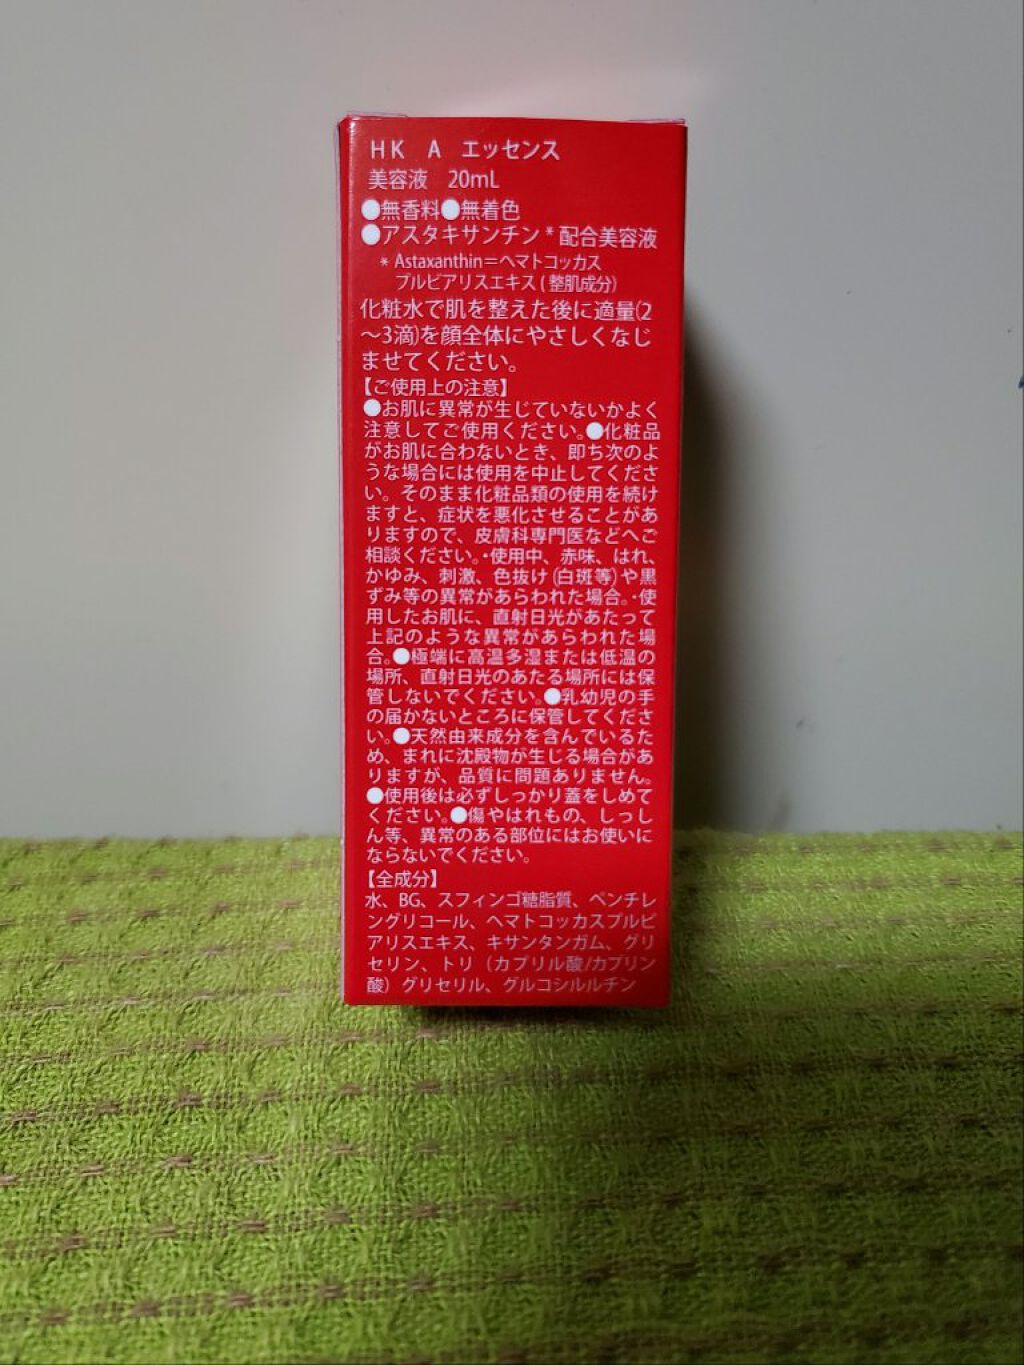 HK A エッセンス
美容液 20mL
●無香料●無着色
●アスタキサンチン*配合美容液
* Astaxanthin=ヘマトコッカス
プルビアリスエキス(整肌成分)
化粧水で肌を整えた後に適量(2
~3滴)を顔全体にやさしくなじ
ませてください。
【ご使用上の注意】
●お肌に異常が生じていないかよく
注意してご使用ください。●化粧品
がお肌に合わないとき、即ち次のよ
うな場合には使用を中止してくださ
い。そのまま化粧品類の使用を続け
ますと、症状を悪化させることがあ
りますので、皮膚科専門医などへご
相談ください。・使用中、赤味、はれ、
かゆみ、刺激、色抜け(白斑等)や黒
ずみ等の異常があらわれた場合。・使
用したお肌に、直射日光があたって
上記のような異常があらわれた場
合。●極端に高温多湿または低温の
場所、直射日光のあたる場所には保
管しないでください。●乳幼児の手
の届かないところに保管してくださ
い。●天然由来成分を含んでいるた
め、まれに沈殿物が生じる場合があ
りますが、品質に問題ありません。
●使用後は必ずしっかり蓋をしめて
ください。●傷やはれもの、しっし
ん等、異常のある部位にはお使いに
ならないでください。
【全成分】
水、BG、スフィンゴ糖脂質、ペンチレ
ングリコール、ヘマトコッカスプルビ
アリスエキス、キサンタンガム、グリ
セリン、トリ(カプリル酸/カプリン
酸)グリセリル、グルコシルルチン